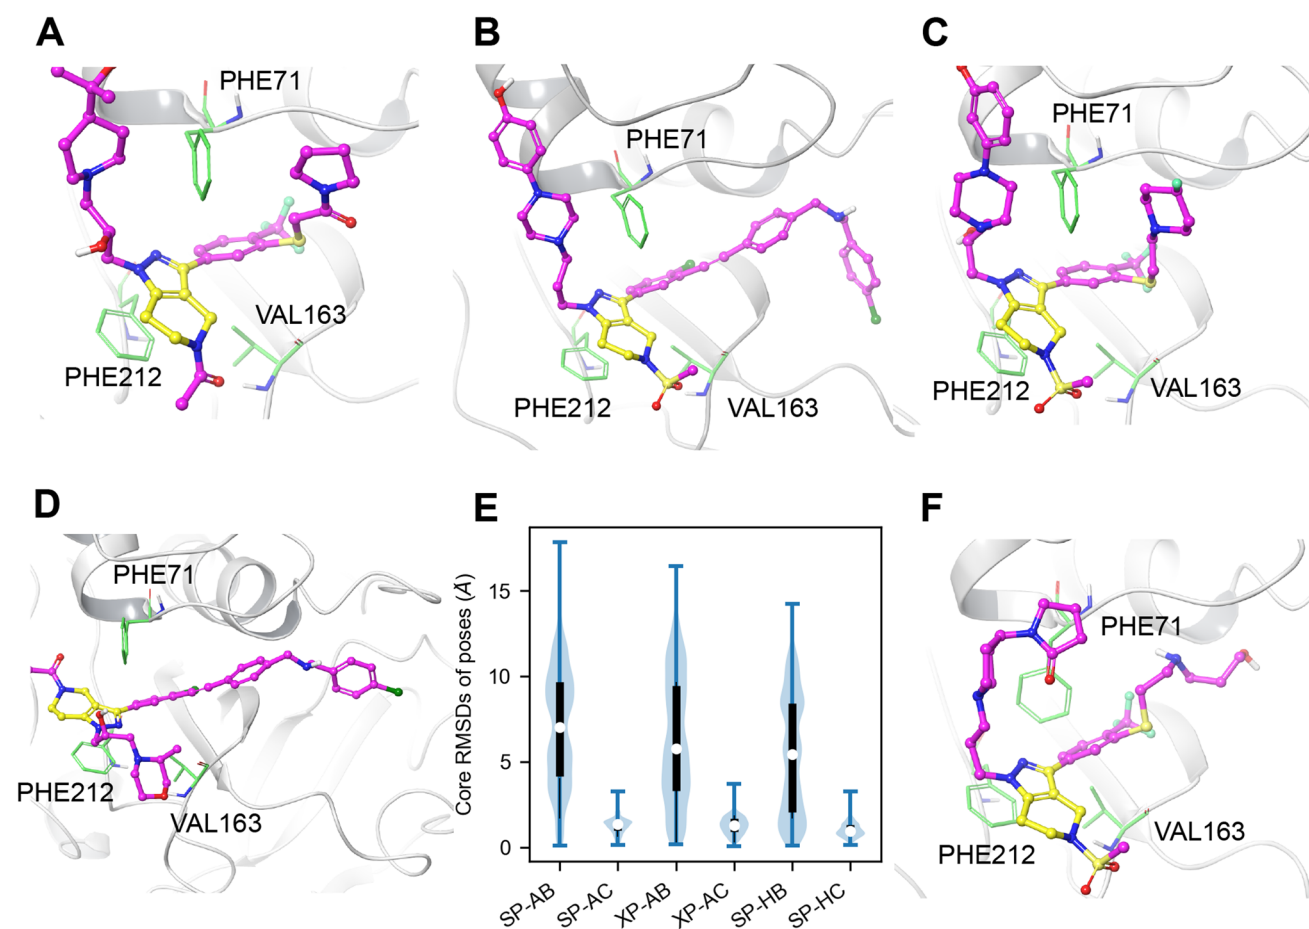 A
PHE71
VAL163
PHE212
B
PHE71
PHE212
VAL163
C
PHE71
PHE212
VAL163
D
PHE71
PHE212
VAL163
E
Core RMSDs of poses (Å)
15
10
5
0
SP-AB
SP-AC
XP-AB
XP-AC
SP-HB
SP-HC
F
PHE71
VAL163
PHE212